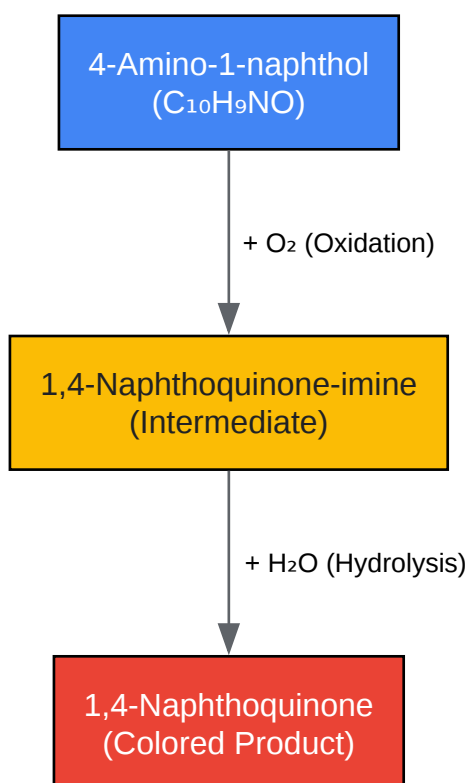 4-Amino-1-naphthol
(C₁₀H₉NO)
+ O₂ (Oxidation)
1,4-Naphthoquinone-imine
(Intermediate)
+ H₂O (Hydrolysis)
1,4-Naphthoquinone
(Colored Product)